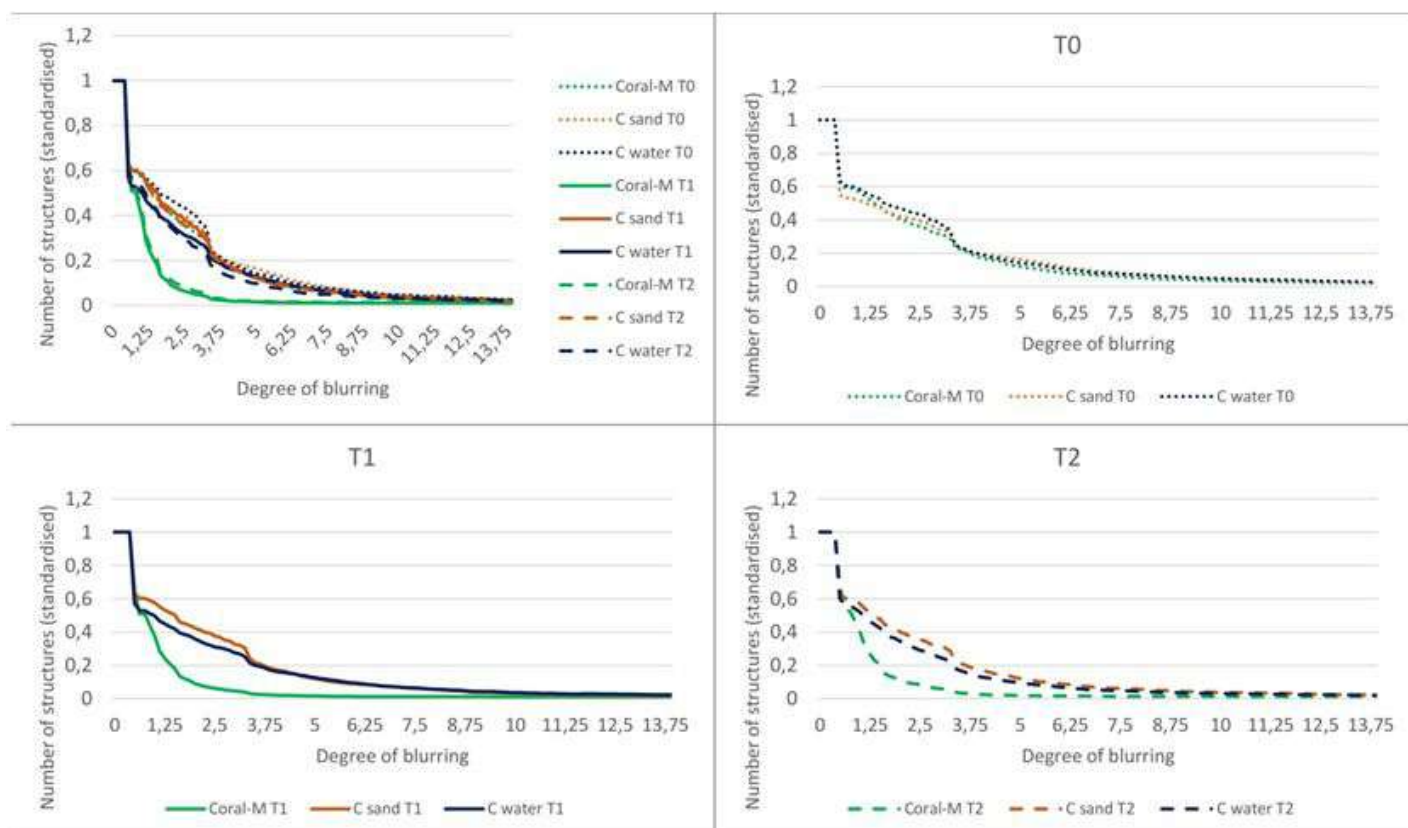 1,2
1
0,8
0,6
0,4
0,2
0
Number of structures (standardised)
0 1,25 2,5 3,75 5 6,25 7,5 8,75 10 11,25 12,5 13,75
Degree of blurring
Coral-M T0
C sand T0
C water T0
Coral-M T1
C sand T1
C water T1
Coral-M T2
C sand T2
C water T2
T0
1,2
1
0,8
0,6
0,4
0,2
0
Number of structures (standardised)
0 1,25 2,5 3,75 5 6,25 7,5 8,75 10 11,25 12,5 13,75
Degree of blurring
Coral-M T0 C sand T0 C water T0
T1
1,2
1
0,8
0,6
0,4
0,2
0
Number of structures (standardised)
0 1,25 2,5 3,75 5 6,25 7,5 8,75 10 11,25 12,5 13,75
Degree of blurring
Coral-M T1 C sand T1 C water T1
T2
1,2
1
0,8
0,6
0,4
0,2
0
Number of structures (standardised)
0 1,25 2,5 3,75 5 6,25 7,5 8,75 10 11,25 12,5 13,75
Degree of blurring
Coral-M T2 C sand T2 C water T2